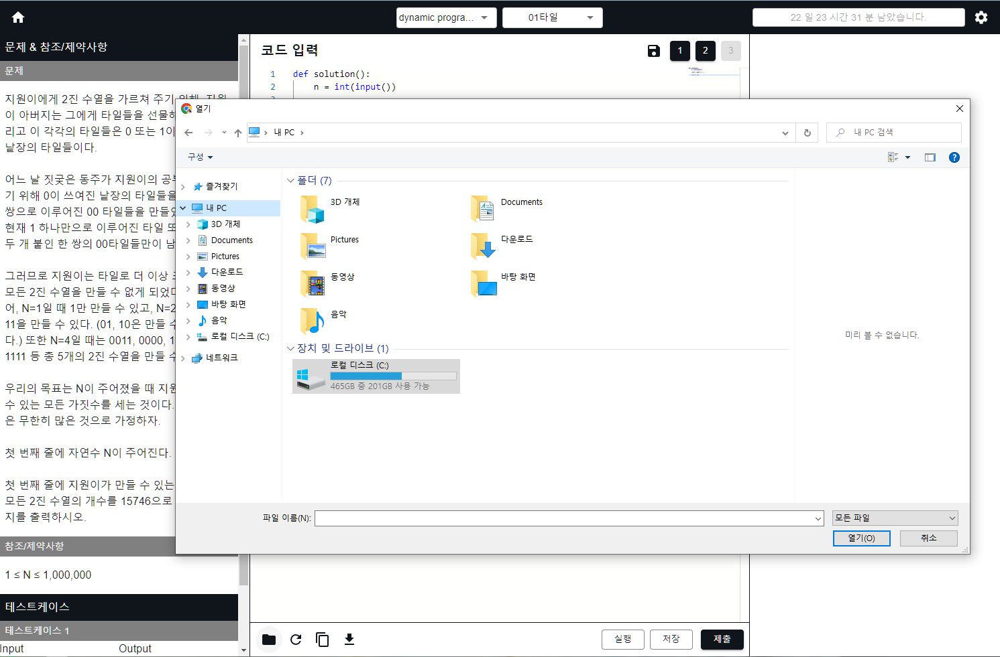 dynamic progra...
01타일
22 일 23 시간 31 분 남았습니다.
문제 & 참조/제약사항
문제
지원이에게 2진 수열을 가르쳐 주기
이 아버지는 그에게 타일들을 선물
리고 이 각각의 타일들은 0 또는 1이
낱장의 타일들이다.
어느 날 짓궂은 동주가 지원이의 공
기 위해 0이 쓰여진 낱장의 타일들을
쌍으로 이루어진 00 타일들을 만들
현재 1 하나만으로 이루어진 타일 또
두 개 붙인 한 쌍의 00타일들만이 남
그러므로 지원이는 타일로 더 이상
모든 2진 수열을 만들 수 없게 되었
어, N=1일 때 1만 만들 수 있고, N=2
11을 만들 수 있다. (01, 10은 만들 수
다.) 또한 N=4일 때는 0011, 0000, 1
1111 등 총 5개의 2진 수열을 만들 수
우리의 목표는 N이 주어졌을 때 지원
수 있는 모든 가짓수를 세는 것이다.
은 무한히 많은 것으로 가정하자.
첫 번째 줄에 자연수 N이 주어진다.
첫 번째 줄에 지원이가 만들 수 있는
모든 2진 수열의 개수를 15746으로
지를 출력하시오.
참조/제약사항
1 ≤ N ≤ 1,000,000
테스트케이스
테스트케이스 1
Input Output
코드 입력
1 2 3
1 def solution():
2 n = int(input())
열기
내 PC
내 PC 검색
구성
즐겨찾기
내 PC
3D 개체
Documents
Pictures
다운로드
동영상
바탕 화면
음악
로컬 디스크 (C:)
네트워크
폴더 (7)
3D 개체
Documents
Pictures
다운로드
동영상
바탕 화면
음악
장치 및 드라이브 (1)
로컬 디스크 (C:)
465GB 중 201GB 사용 가능
미리 볼 수 없습니다.
파일 이름(N):
모든 파일
열기(O)
취소
실행
저장
제출